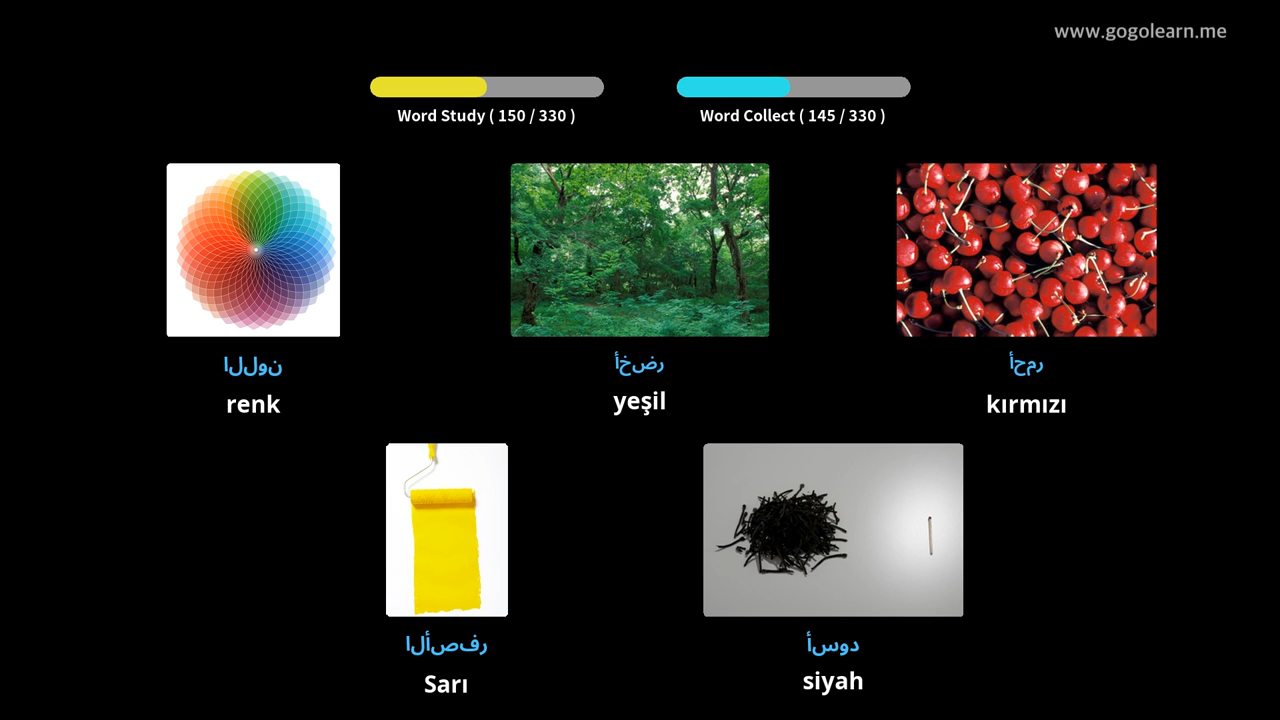 www.gogolearn.me
Word Study ( 150 / 330 )
Word Collect ( 145 / 330 )
اللون
أخضر
أحمر
renk
yeşil
kırmızı
الأصفر
أسود
Sarı
siyah